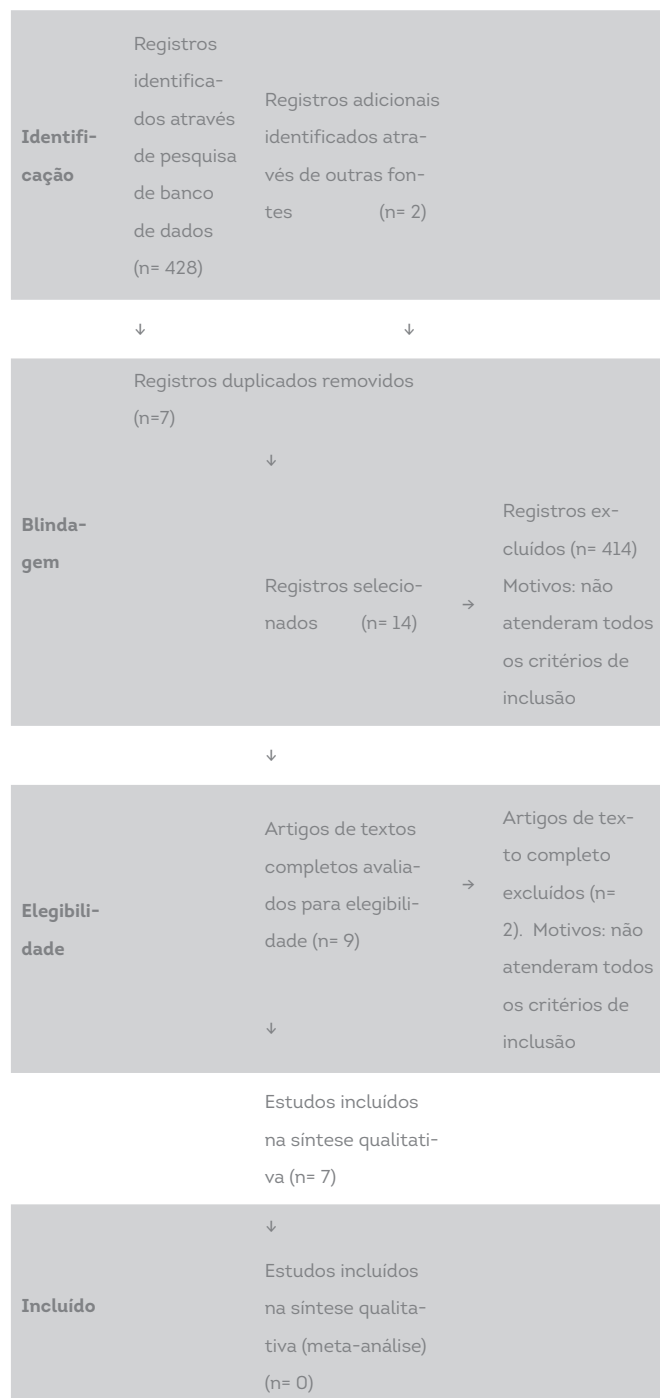 Identifi-
cação
Registros
identifica-
dos através
de pesquisa
de banco
de dados
(n= 428)
Registros adicionais
identificados atra-
vés de outras fon-
tes (n= 2)
↓ ↓
Blinda-
gem
Registros duplicados removidos
(n=7)
↓
Registros selecio-
nados (n= 14)
→
Registros ex-
cluídos (n= 414)
Motivos: não
atenderam todos
os critérios de
inclusão
↓
Elegibili-
dade
Artigos de textos
completos avalia-
dos para elegibili-
dade (n= 9)
→
Artigos de tex-
to completo
excluídos (n=
2). Motivos: não
atenderam todos
os critérios de
inclusão
↓
Estudos incluídos
na síntese qualitati-
va (n= 7)
↓
Incluído
Estudos incluídos
na síntese qualita-
tiva (meta-análise)
(n= 0)